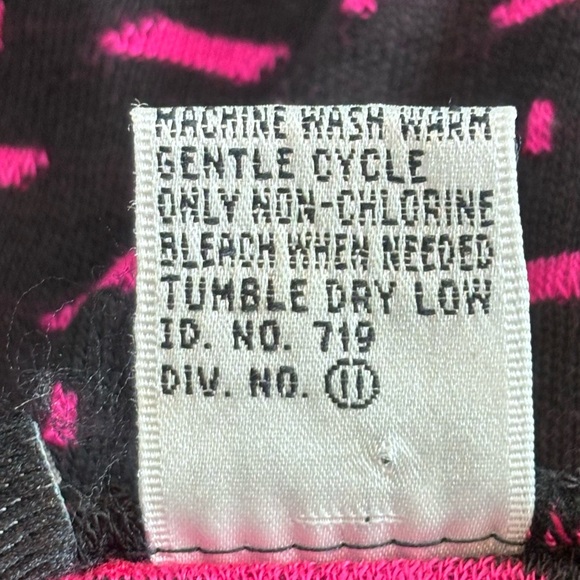 MACHINE WASH WARM
GENTLE CYCLE
ONLY NON-CHLORINE
BLEACH WHEN NEEDED
TUMBLE DRY LOW
ID. NO. 719
DIV. NO. 11